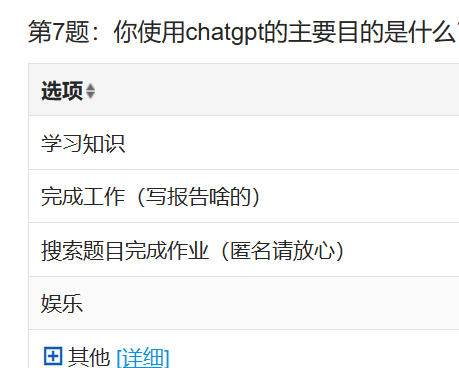 第7题：你使用chatgpt的主要目的是什么
选项
学习知识
完成工作（写报告啥的）
搜索题目完成作业（匿名请放心）
娱乐
其他 [详细]